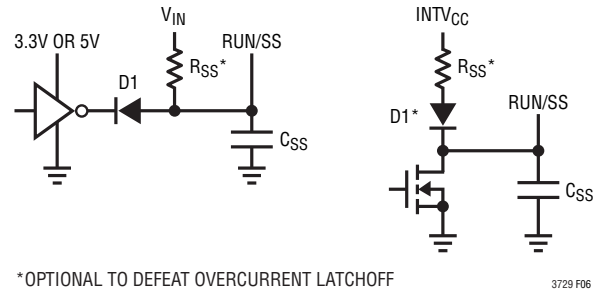 V_IN
3.3V OR 5V
R_SS*
RUN/SS
D1
C_SS
INTV_CC
R_SS*
D1*
RUN/SS
C_SS
*OPTIONAL TO DEFEAT OVERCURRENT LATCHOFF
3729 F06